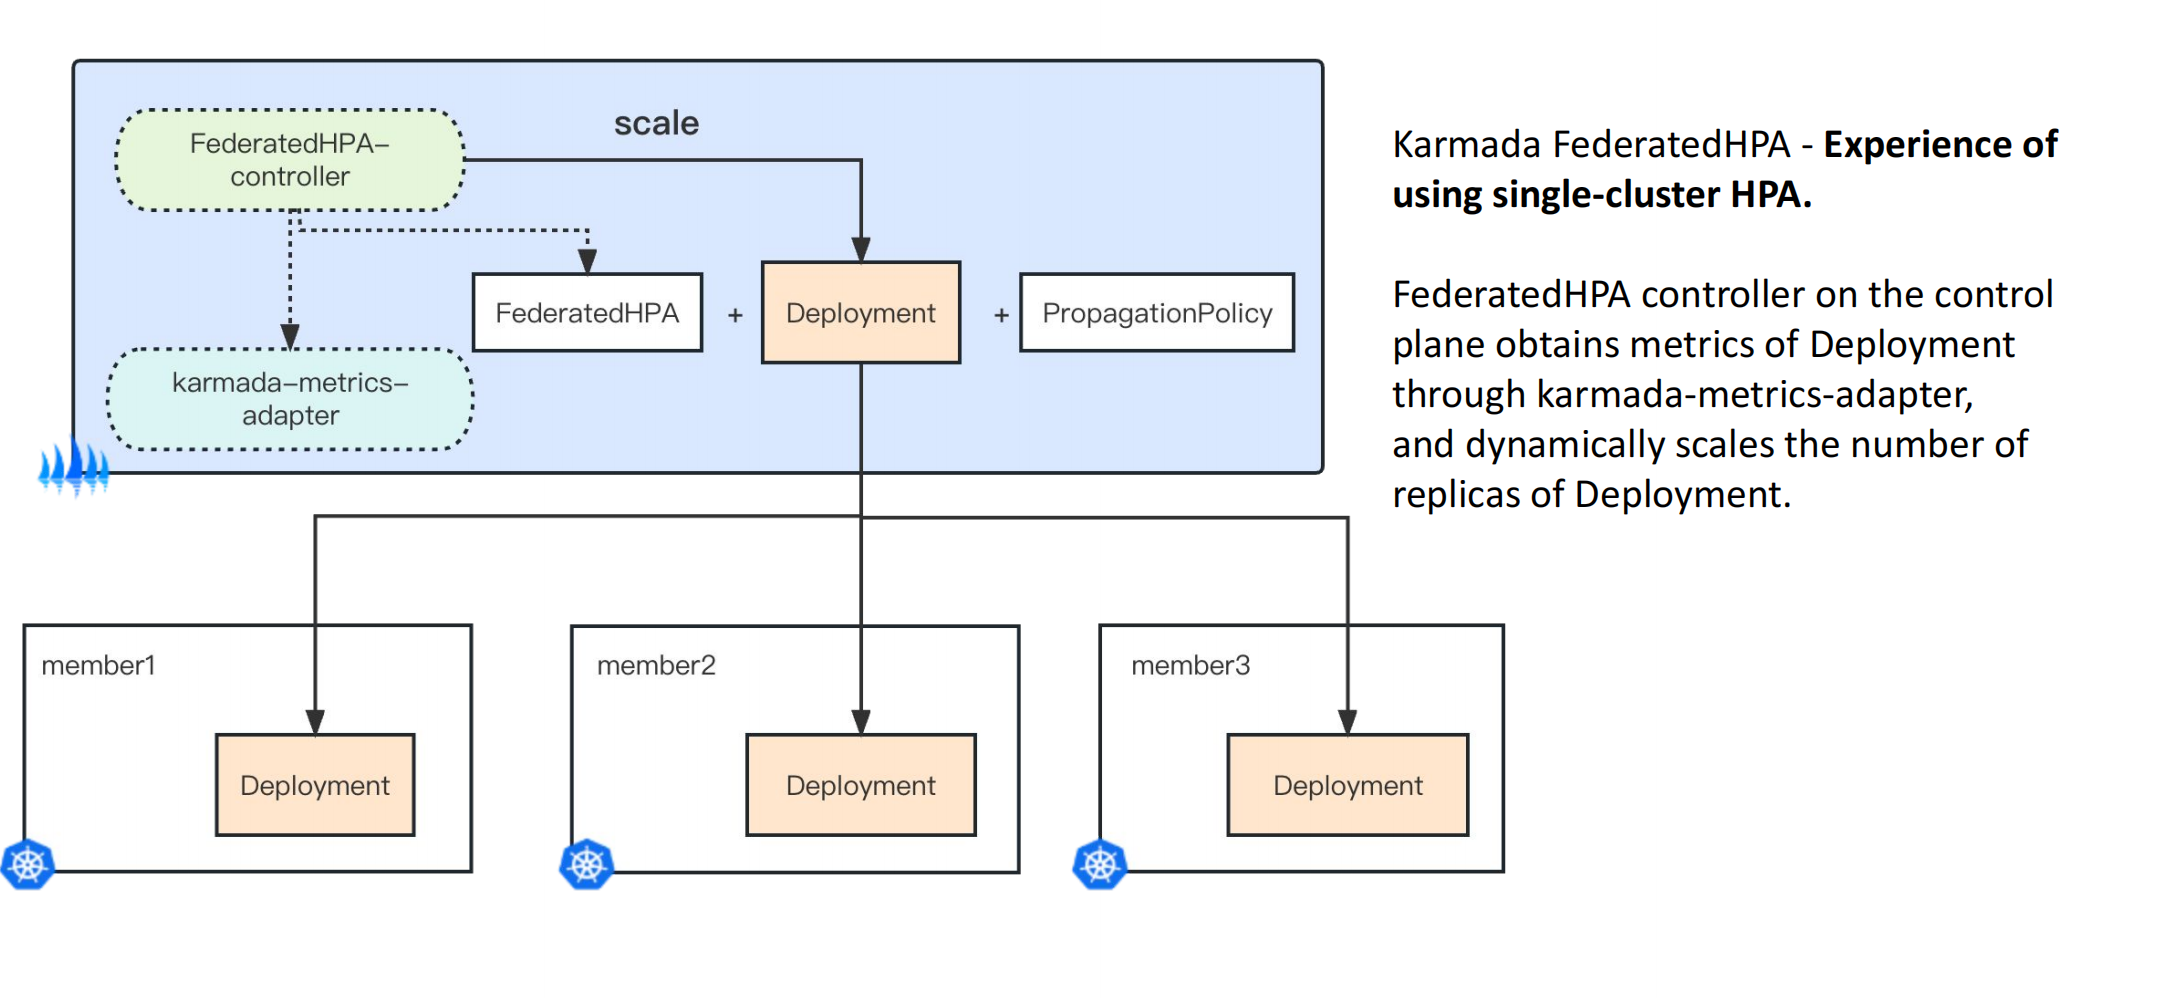 scale
FederatedHPA–
controller
FederatedHPA + Deployment + PropagationPolicy
karmada–metrics–
adapter
member1
Deployment
member2
Deployment
member3
Deployment
Karmada FederatedHPA - Experience of
using single-cluster HPA.
FederatedHPA controller on the control
plane obtains metrics of Deployment
through karmada-metrics-adapter,
and dynamically scales the number of
replicas of Deployment.